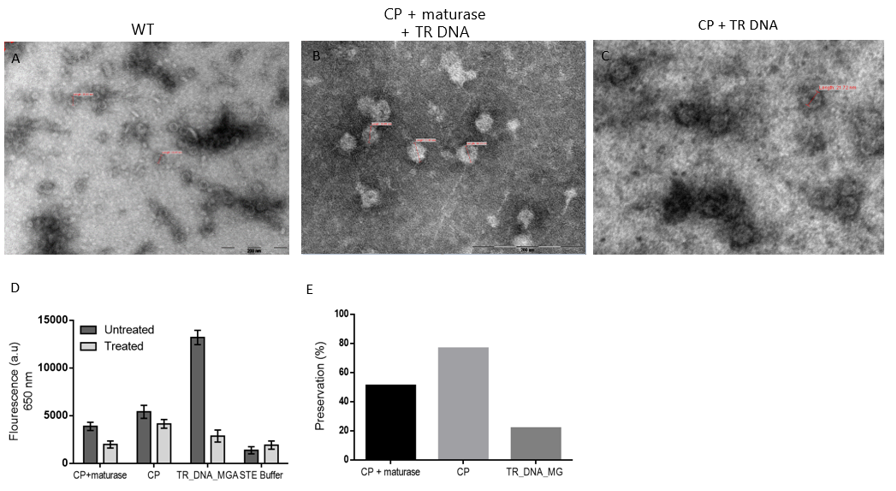 WT
CP + maturase
+ TR DNA
CP + TR DNA
A
B
C
D
Flourescence (a.u)
650 nm
15000
10000
5000
0
Untreated
Treated
CP+maturase
CP
TR_DNA_MGA
STE Buffer
E
Preservation (%)
100
80
60
40
20
0
CP + maturase
CP
TR_DNA_MG